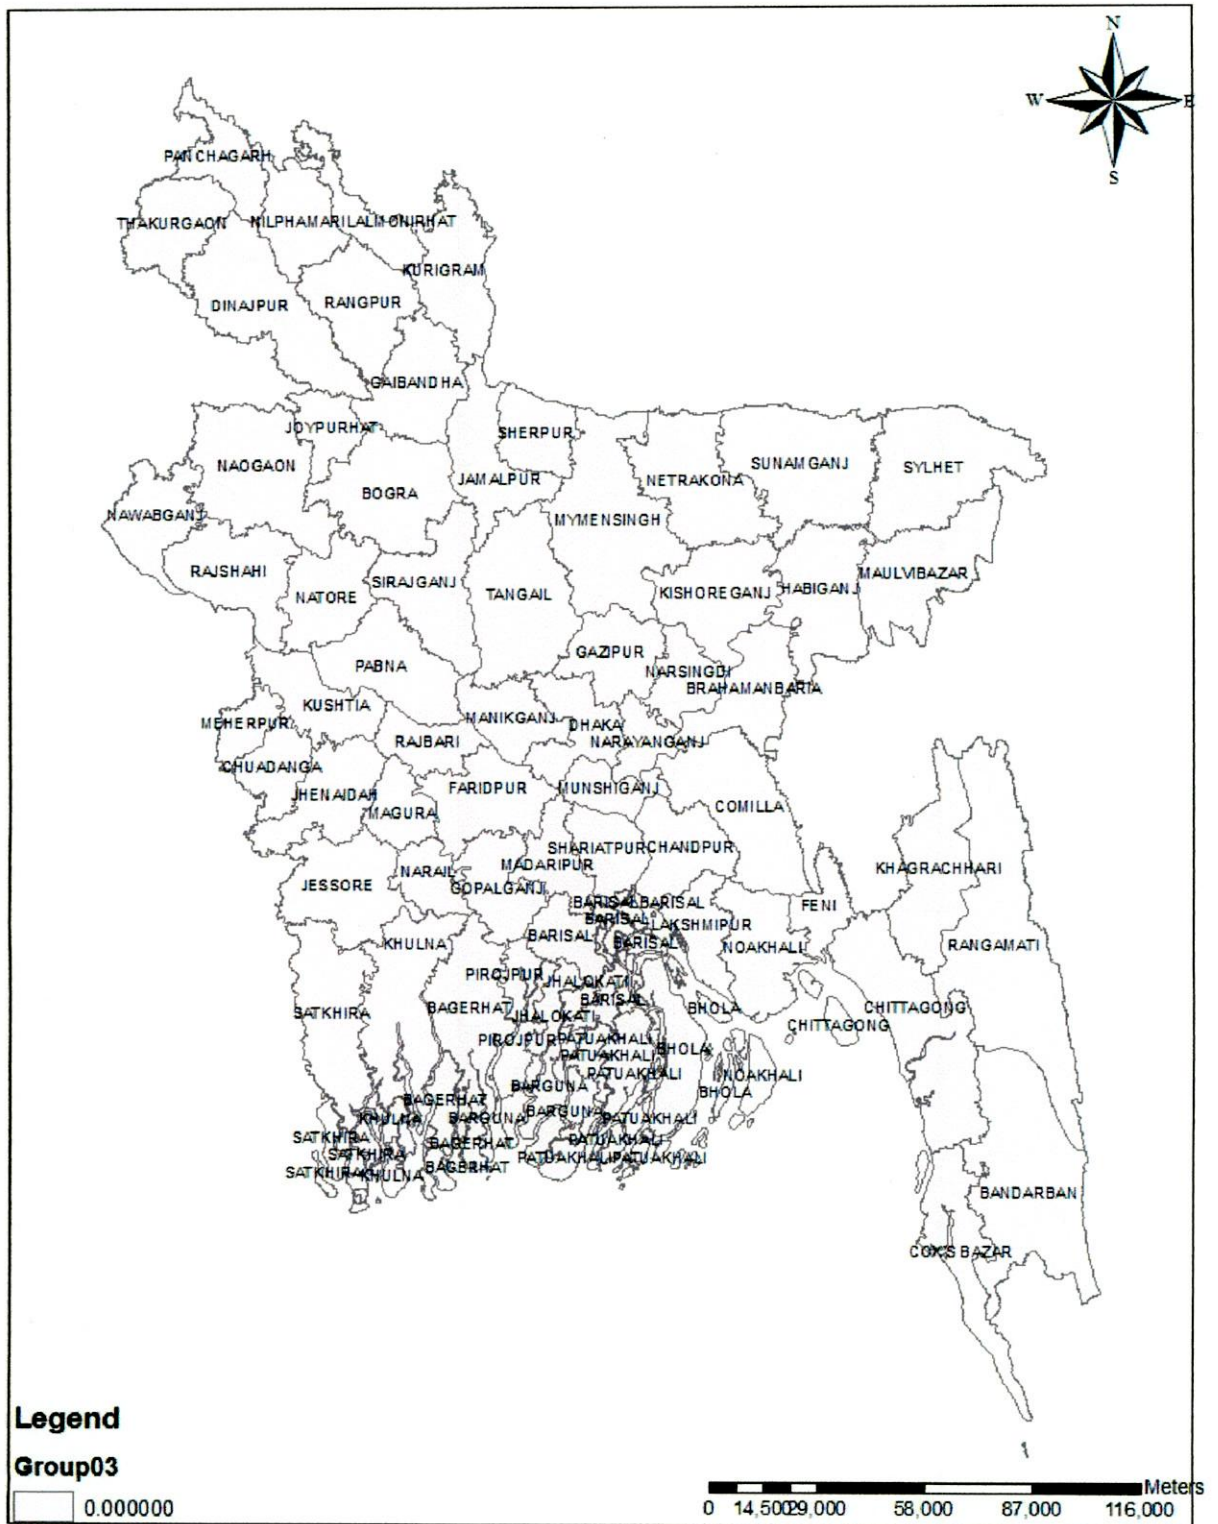 N
W E
S
PANCHAGARH
THAKURGAON
NILPHAMARI
LALMONIRHAT
KURIGRAM
DINAJPUR
RANGPUR
GAIBANDHA
JOYPURHAT
SHERPUR
NAOGAON
SUNAMGANJ
SYLHET
BOGRA
JAMALPUR
NETRAKONA
NAWABGANJ
MYMENSINGH
RAJSHAHI
SIRAJGANJ
MAULVIBAZAR
NATORE
TANGAIL
KISHOREGANJ
HABIGANJ
GAZIPUR
PABNA
NARSINGDI
BRAHAMANBARIA
KUSHTIA
MANIKGANJ
MEHERPUR
DHAKA
RAJBARI
NARAYANGANJ
CHUADANGA
JHENAIDAH
FARIDPUR
MUNSHIGANJ
MAGURA
COMILLA
SHARIATPUR
CHANDPUR
MADARIPUR
KHAGRACHHARI
NARAIL
JESSORE
GOPALGANJ
BARISAL
BARISAL
FENI
BARISAL
LAKSHMIPUR
BARISAL
BARISAL
KHULNA
NOAKHALI
RANGAMATI
PIROJPUR
JHALOKATI
BARISAL
BAGERHAT
BHOLA
CHITTAGONG
SATKHIRA
JHALOKATI
CHITTAGONG
PIROJPUR
PATUAKHALI
BHOLA
PATUAKHALI
PATUAKHALI
NOAKHALI
BARGUNA
BHOLA
BAGERHAT
BARGUNA
KHULNA
BARGUNA
PATUAKHALI
SATKHIRA
BAGERHAT
PATUAKHALI
SATKHIRA
PATUAKHALI
PATUAKHALI
BAGERHAT
SATKHIRA
KHULNA
BANDARBAN
COX'S BAZAR
Legend
Group03
0.000000
Meters
0 14,500 29,000 58,000 87,000 116,000